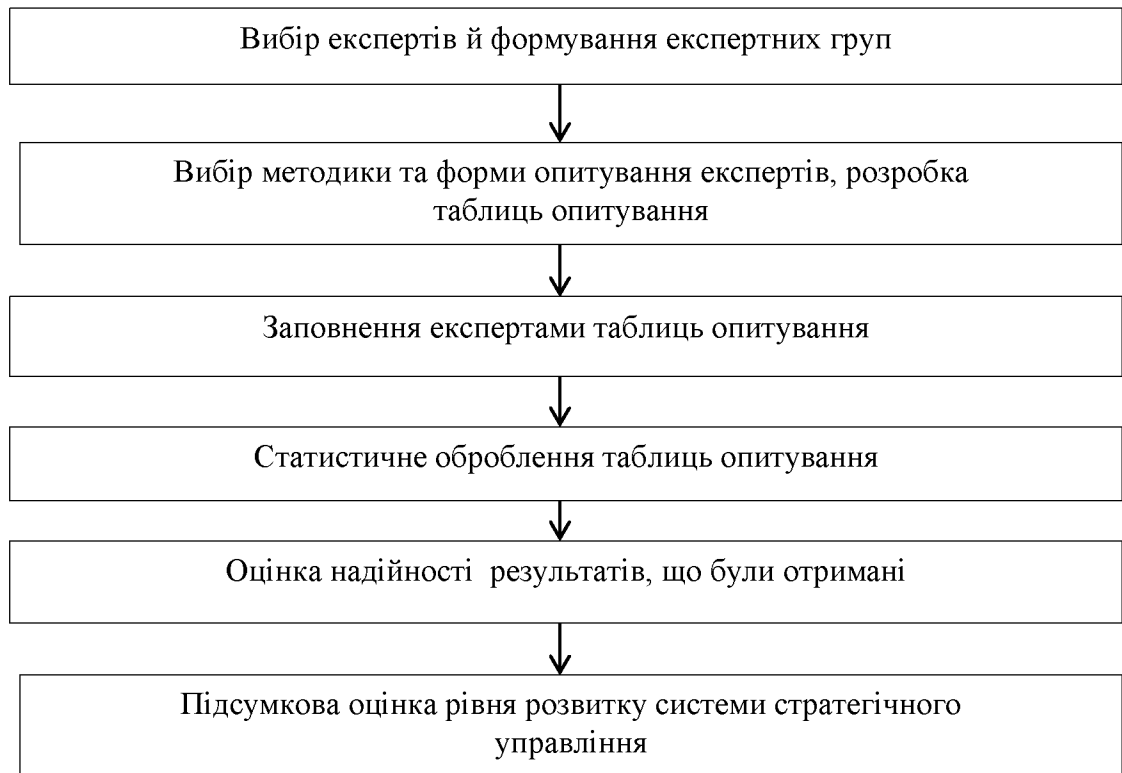 Вибір експертів й формування експертних груп
Вибір методики та форми опитування експертів, розробка
таблиць опитування
Заповнення експертами таблиць опитування
Статистичне оброблення таблиць опитування
Оцінка надійності результатів, що були отримані
Підсумкова оцінка рівня розвитку системи стратегічного
управління